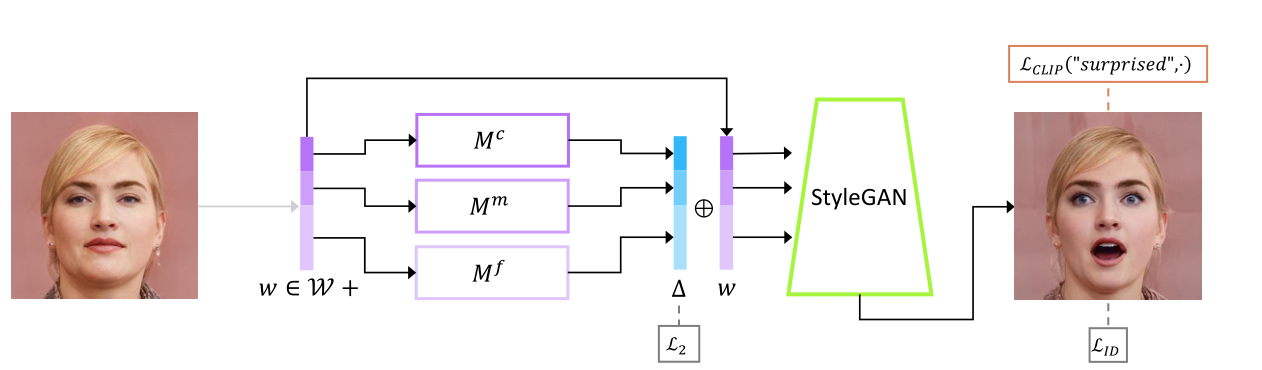 ℒ_CLIP("surprised",·)
M^c
M^m
StyleGAN
⊕
M^f
w ∈ 𝒲 +
Δ
w
ℒ_2
ℒ_ID